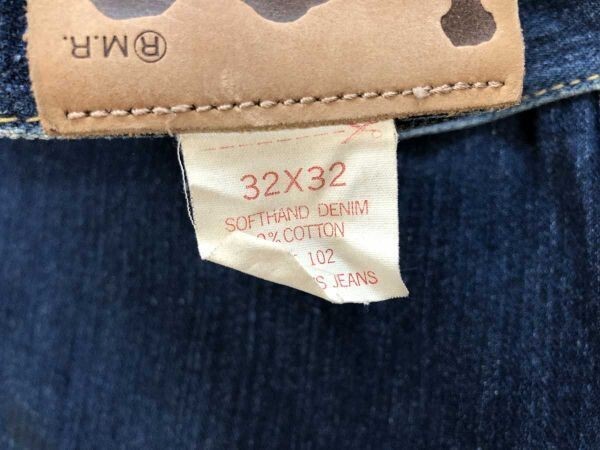 Ⓡ M.R.
32X32
SOFTHAND DENIM
% COTTON
102
S JEANS